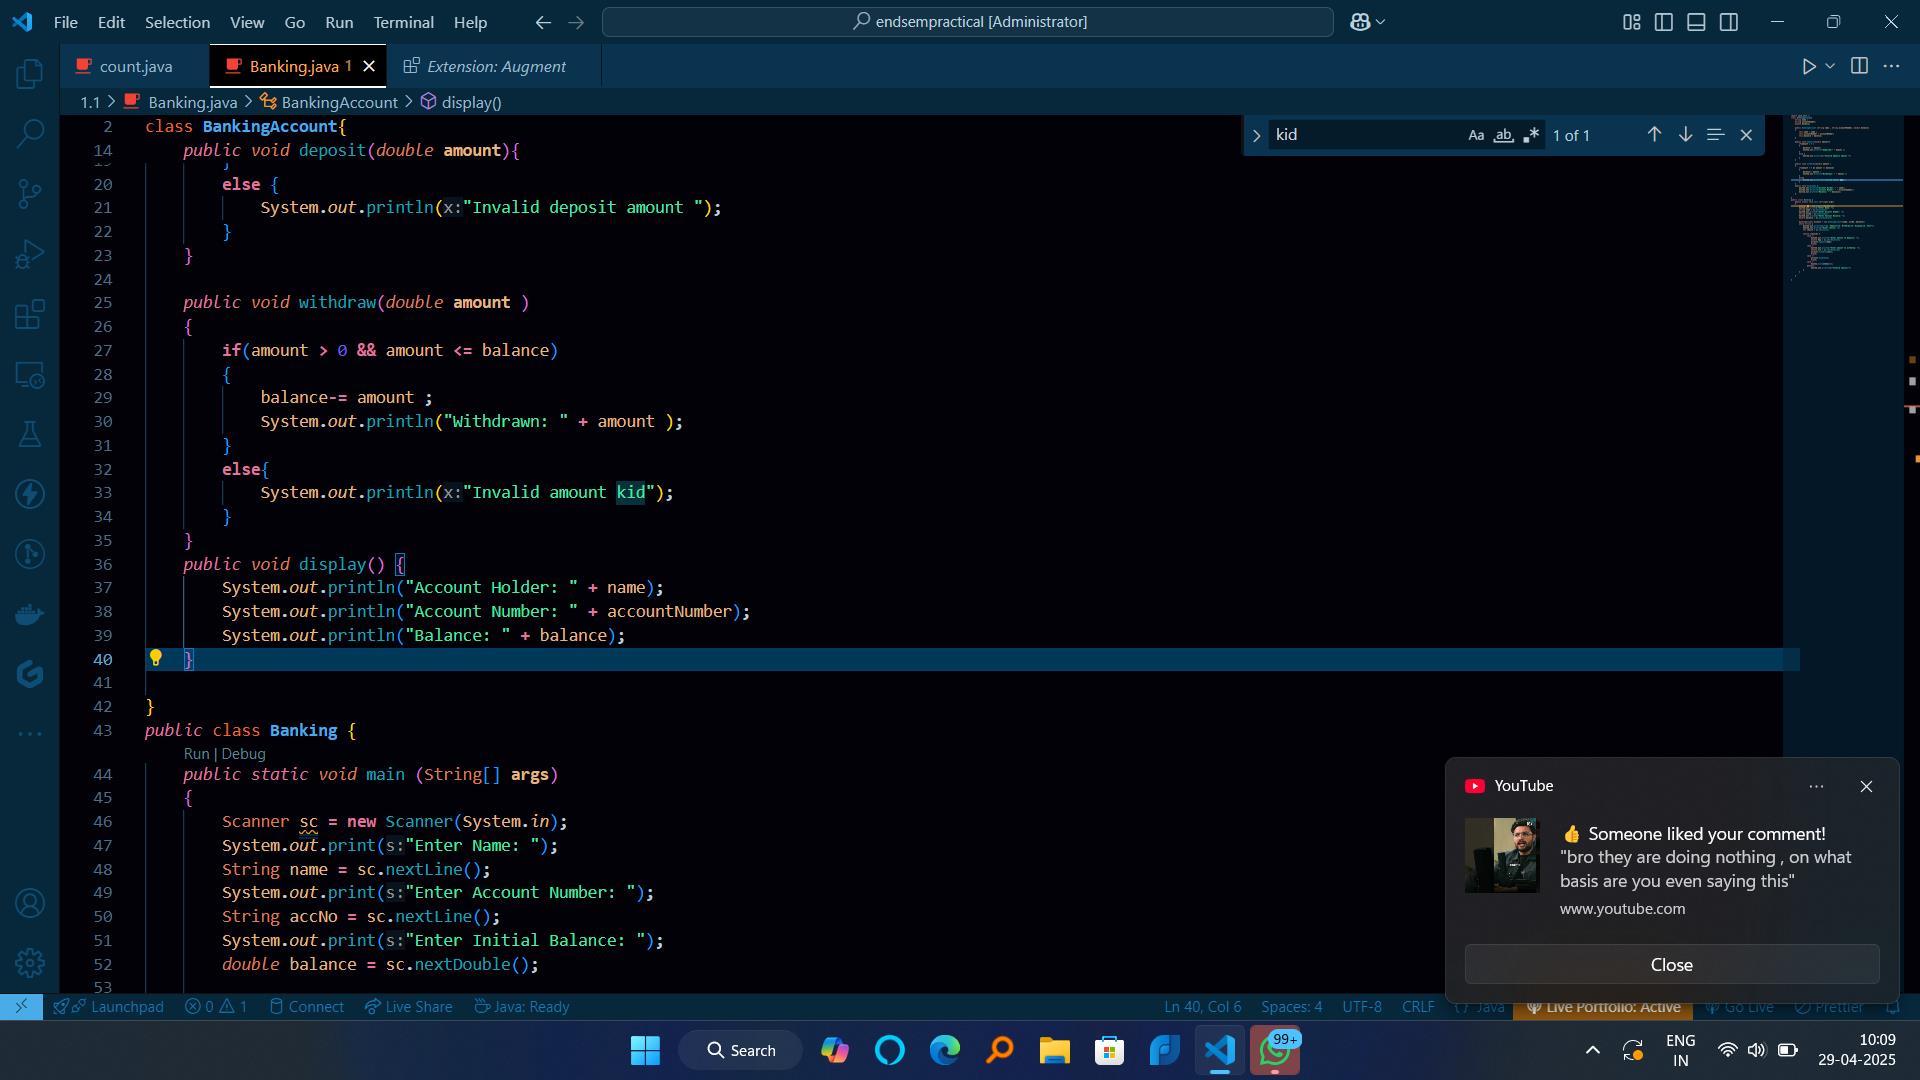 File Edit Selection View Go Run Terminal Help
endsempractical [Administrator]
count.java
Banking.java 1
Extension: Augment
1.1 > Banking.java > BankingAccount > display()
kid
Aa ab 1 of 1
2 class BankingAccount{
14 public void deposit(double amount){
20 else {
21 System.out.println(x:"Invalid deposit amount ");
22 }
23 }
24
25 public void withdraw(double amount )
26 {
27 if(amount > 0 && amount <= balance)
28 {
29 balance-= amount ;
30 System.out.println("Withdrawn: " + amount );
31 }
32 else{
33 System.out.println(x:"Invalid amount kid");
34 }
35 }
36 public void display() {
37 System.out.println("Account Holder: " + name);
38 System.out.println("Account Number: " + accountNumber);
39 System.out.println("Balance: " + balance);
40 }
41
42 }
43 public class Banking {
Run | Debug
44 public static void main (String[] args)
45 {
46 Scanner sc = new Scanner(System.in);
47 System.out.print(s:"Enter Name: ");
48 String name = sc.nextLine();
49 System.out.print(s:"Enter Account Number: ");
50 String accNo = sc.nextLine();
51 System.out.print(s:"Enter Initial Balance: ");
52 double balance = sc.nextDouble();
53
YouTube
👍 Someone liked your comment!
"bro they are doing nothing , on what
basis are you even saying this"
www.youtube.com
Close
Launchpad 0 1 Connect Live Share Java: Ready
Ln 40, Col 6 Spaces: 4 UTF-8 CRLF {} Java Live Portfolio: Active Go Live Prettier
Search
99+
ENG
IN
10:09
29-04-2025